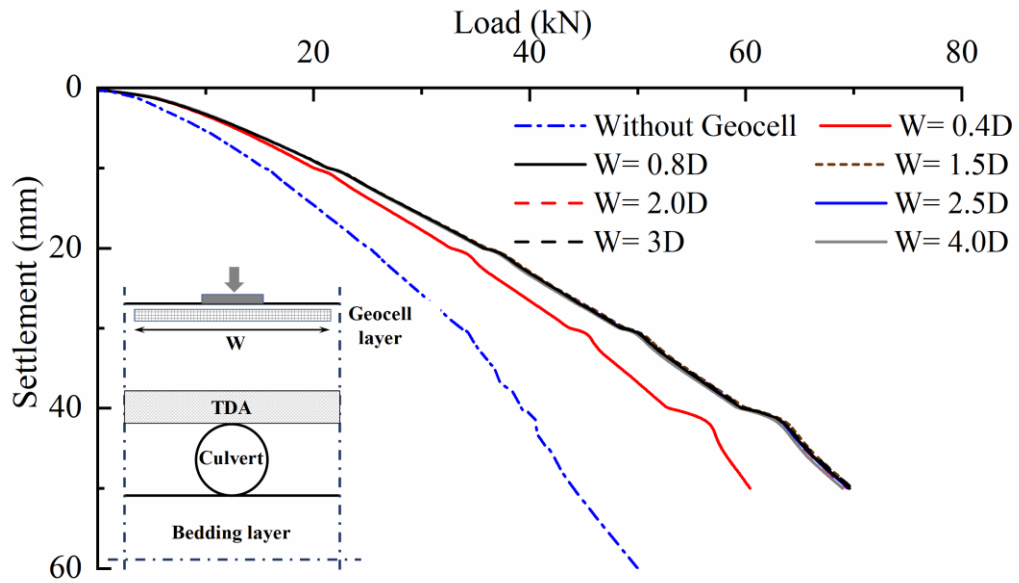 Load (kN)
20 40 60 80
0
20
40
60
Settlement (mm)
Without Geocell
W= 0.4D
W= 0.8D
W= 1.5D
W= 2.0D
W= 2.5D
W= 3D
W= 4.0D
Geocell
layer
W
TDA
Culvert
Bedding layer